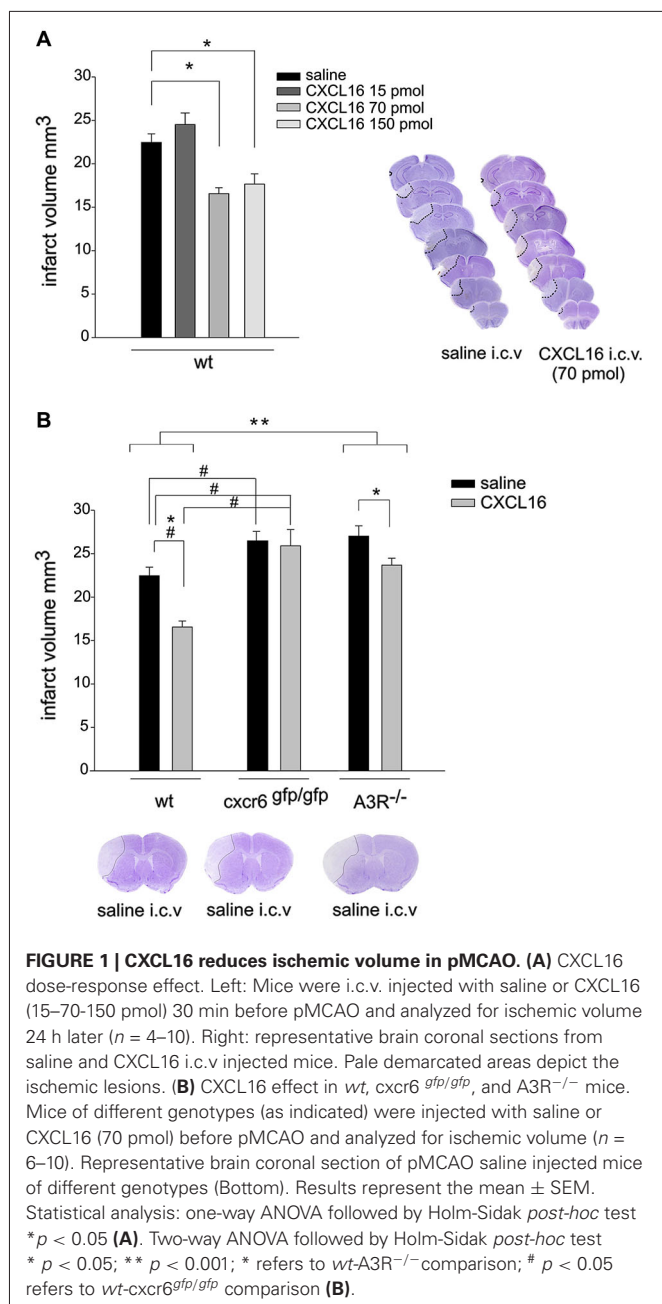 A
* 
*
saline
CXCL16 15 pmol
CXCL16 70 pmol
CXCL16 150 pmol
30
25
20
15
10
5
0
infarct volume mm³
wt
saline i.c.v
CXCL16 i.c.v.
(70 pmol)
B
**
#
#
#
*
#
*
saline
CXCL16
30
25
20
15
10
5
0
infarct volume mm³
wt
cxcr6 gfp/gfp
A3R-/-
saline i.c.v
saline i.c.v
saline i.c.v
FIGURE 1 | CXCL16 reduces ischemic volume in pMCAO. (A) CXCL16
dose-response effect. Left: Mice were i.c.v. injected with saline or CXCL16
(15–70-150 pmol) 30 min before pMCAO and analyzed for ischemic volume
24 h later (n = 4–10). Right: representative brain coronal sections from
saline and CXCL16 i.c.v injected mice. Pale demarcated areas depict the
ischemic lesions. (B) CXCL16 effect in wt, cxcr6 gfp/gfp, and A3R−/− mice.
Mice of different genotypes (as indicated) were injected with saline or
CXCL16 (70 pmol) before pMCAO and analyzed for ischemic volume (n =
6–10). Representative brain coronal section of pMCAO saline injected mice
of different genotypes (Bottom). Results represent the mean ± SEM.
Statistical analysis: one-way ANOVA followed by Holm-Sidak post-hoc test
*p < 0.05 (A). Two-way ANOVA followed by Holm-Sidak post-hoc test
* p < 0.05; ** p < 0.001; * refers to wt-A3R−/−comparison; # p < 0.05
refers to wt-cxcr6gfp/gfp comparison (B).